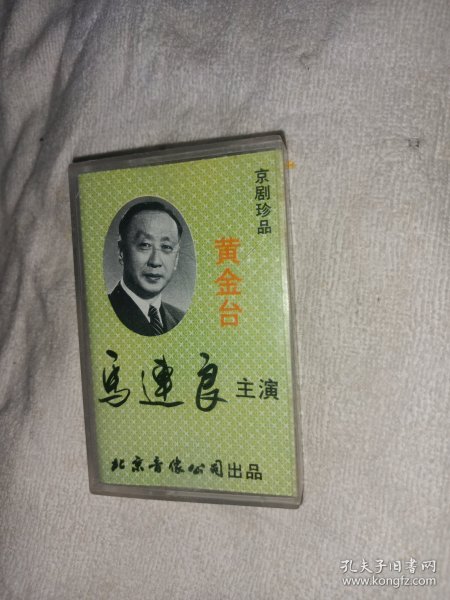 京剧珍品
黄金台
马连良 主演
北京音像公司出品
孔夫子旧书网
www.kongfz.com